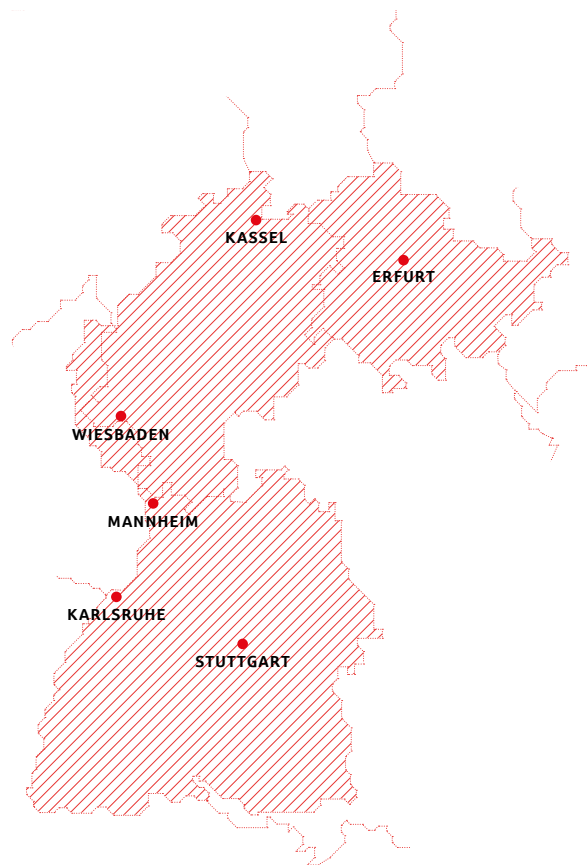 KASSEL
ERFURT
WIESBADEN
MANNHEIM
KARLSRUHE
STUTTGART